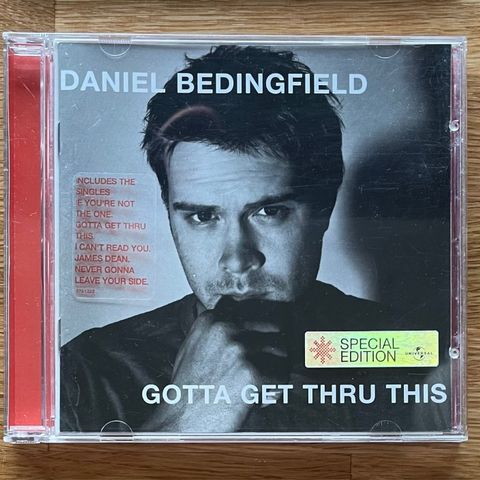 DANIEL BEDINGFIELD
INCLUDES THE
SINGLES
IF YOU'RE NOT
THE ONE.
GOTTA GET THRU
THIS.
I CAN'T READ YOU.
JAMES DEAN.
NEVER GONNA
LEAVE YOUR SIDE.
SPECIAL
EDITION
UNIVERSAL
GOTTA GET THRU THIS